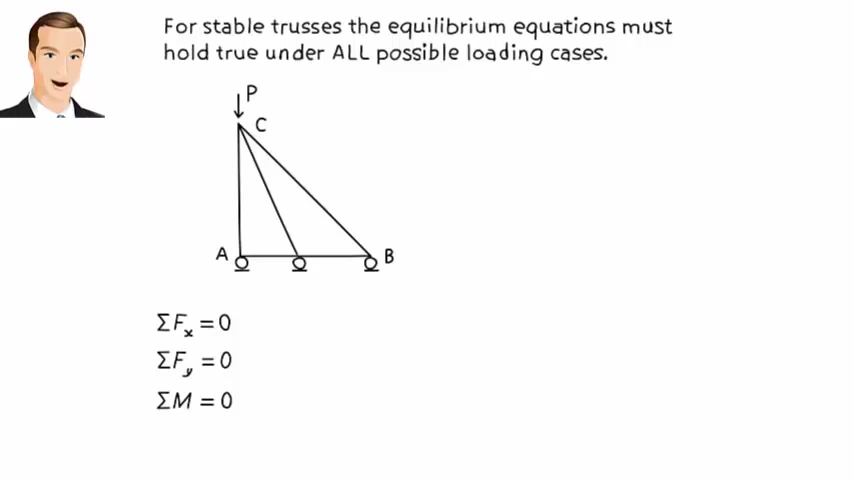 For stable trusses the equilibrium equations must
hold true under ALL possible loading cases.
P
C
A
B
ΣFₓ = 0
ΣFᵧ = 0
ΣM = 0